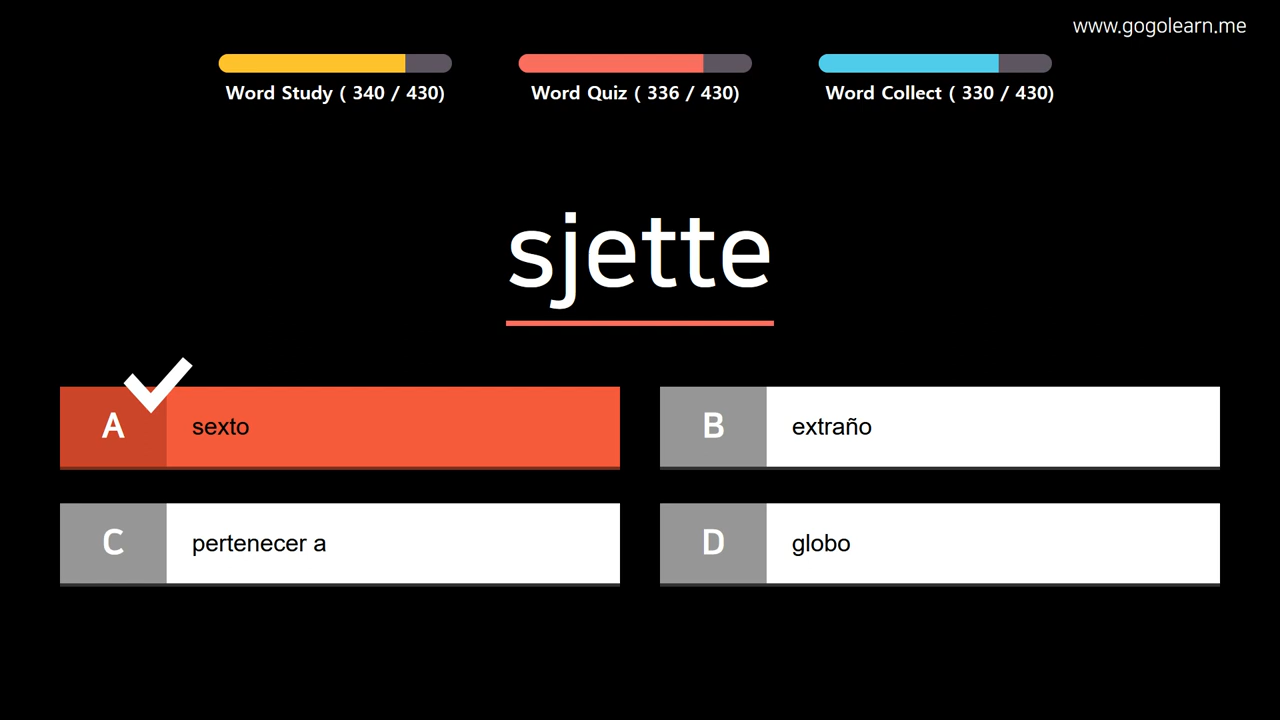 www.gogolearn.me
Word Study ( 340 / 430)
Word Quiz ( 336 / 430)
Word Collect ( 330 / 430)
sjette
A sexto
B extraño
C pertenecer a
D globo